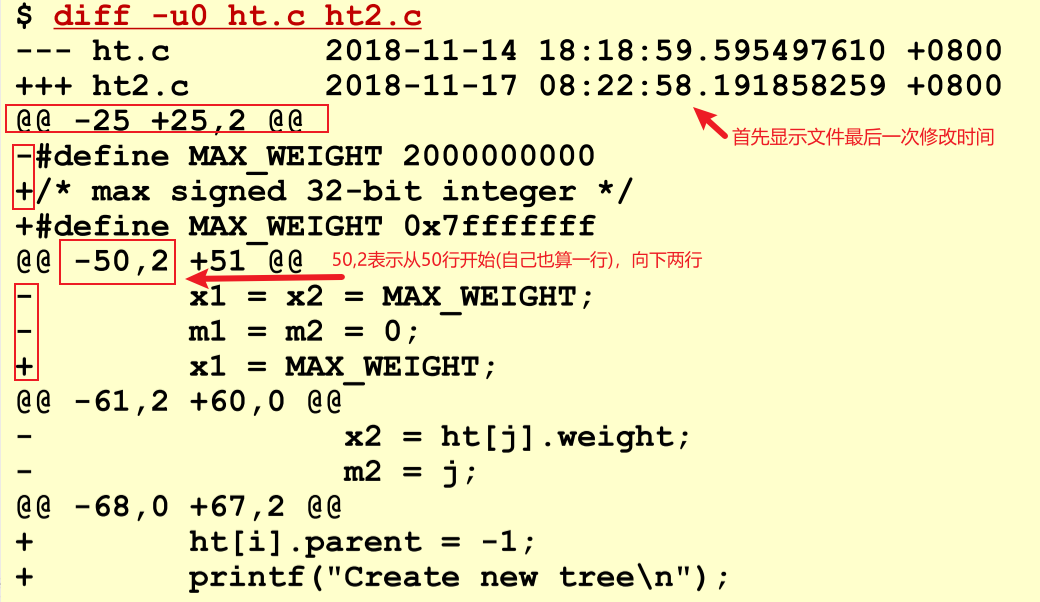 $ diff -u0 ht.c ht2.c
--- ht.c        2018-11-14 18:18:59.595497610 +0800
+++ ht2.c       2018-11-17 08:22:58.191858259 +0800
@@ -25 +25,2 @@
首先显示文件最后一次修改时间
-#define MAX_WEIGHT 2000000000
+/* max signed 32-bit integer */
+#define MAX_WEIGHT 0x7fffffff
@@ -50,2 +51 @@
50,2表示从50行开始(自己也算一行)，向下两行
-        x1 = x2 = MAX_WEIGHT;
-        m1 = m2 = 0;
+        x1 = MAX_WEIGHT;
@@ -61,2 +60,0 @@
-                x2 = ht[j].weight;
-                m2 = j;
@@ -68,0 +67,2 @@
+        ht[i].parent = -1;
+        printf("Create new tree\n");